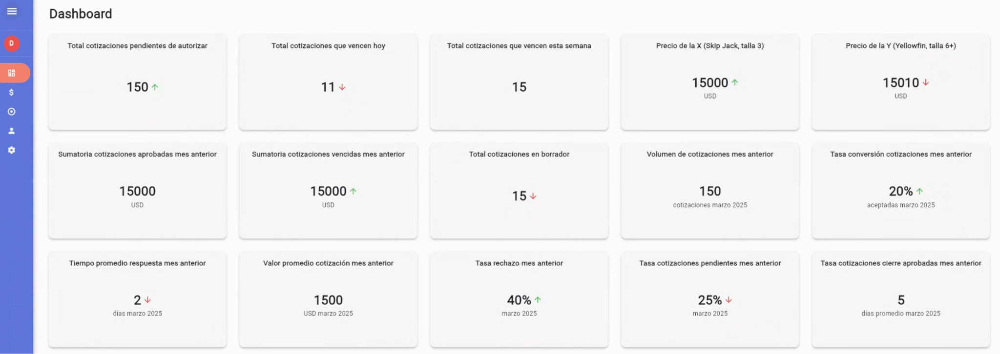 Dashboard
D
$
Total cotizaciones pendientes de autorizar
150
Total cotizaciones que vencen hoy
11
Total cotizaciones que vencen esta semana
15
Precio de la X (Skip Jack, talla 3)
15000
USD
Precio de la Y (Yellowfin, talla 6+)
15010
USD
Sumatoria cotizaciones aprobadas mes anterior
15000
USD
Sumatoria cotizaciones vencidas mes anterior
15000
USD
Total cotizaciones en borrador
15
Volumen de cotizaciones mes anterior
150
cotizaciones marzo 2025
Tasa conversión cotizaciones mes anterior
20%
aceptadas marzo 2025
Tiempo promedio respuesta mes anterior
2
días marzo 2025
Valor promedio cotización mes anterior
1500
USD marzo 2025
Tasa rechazo mes anterior
40%
marzo 2025
Tasa cotizaciones pendientes mes anterior
25%
marzo 2025
Tasa cotizaciones cierre aprobadas mes anterior
5
días promedio marzo 2025